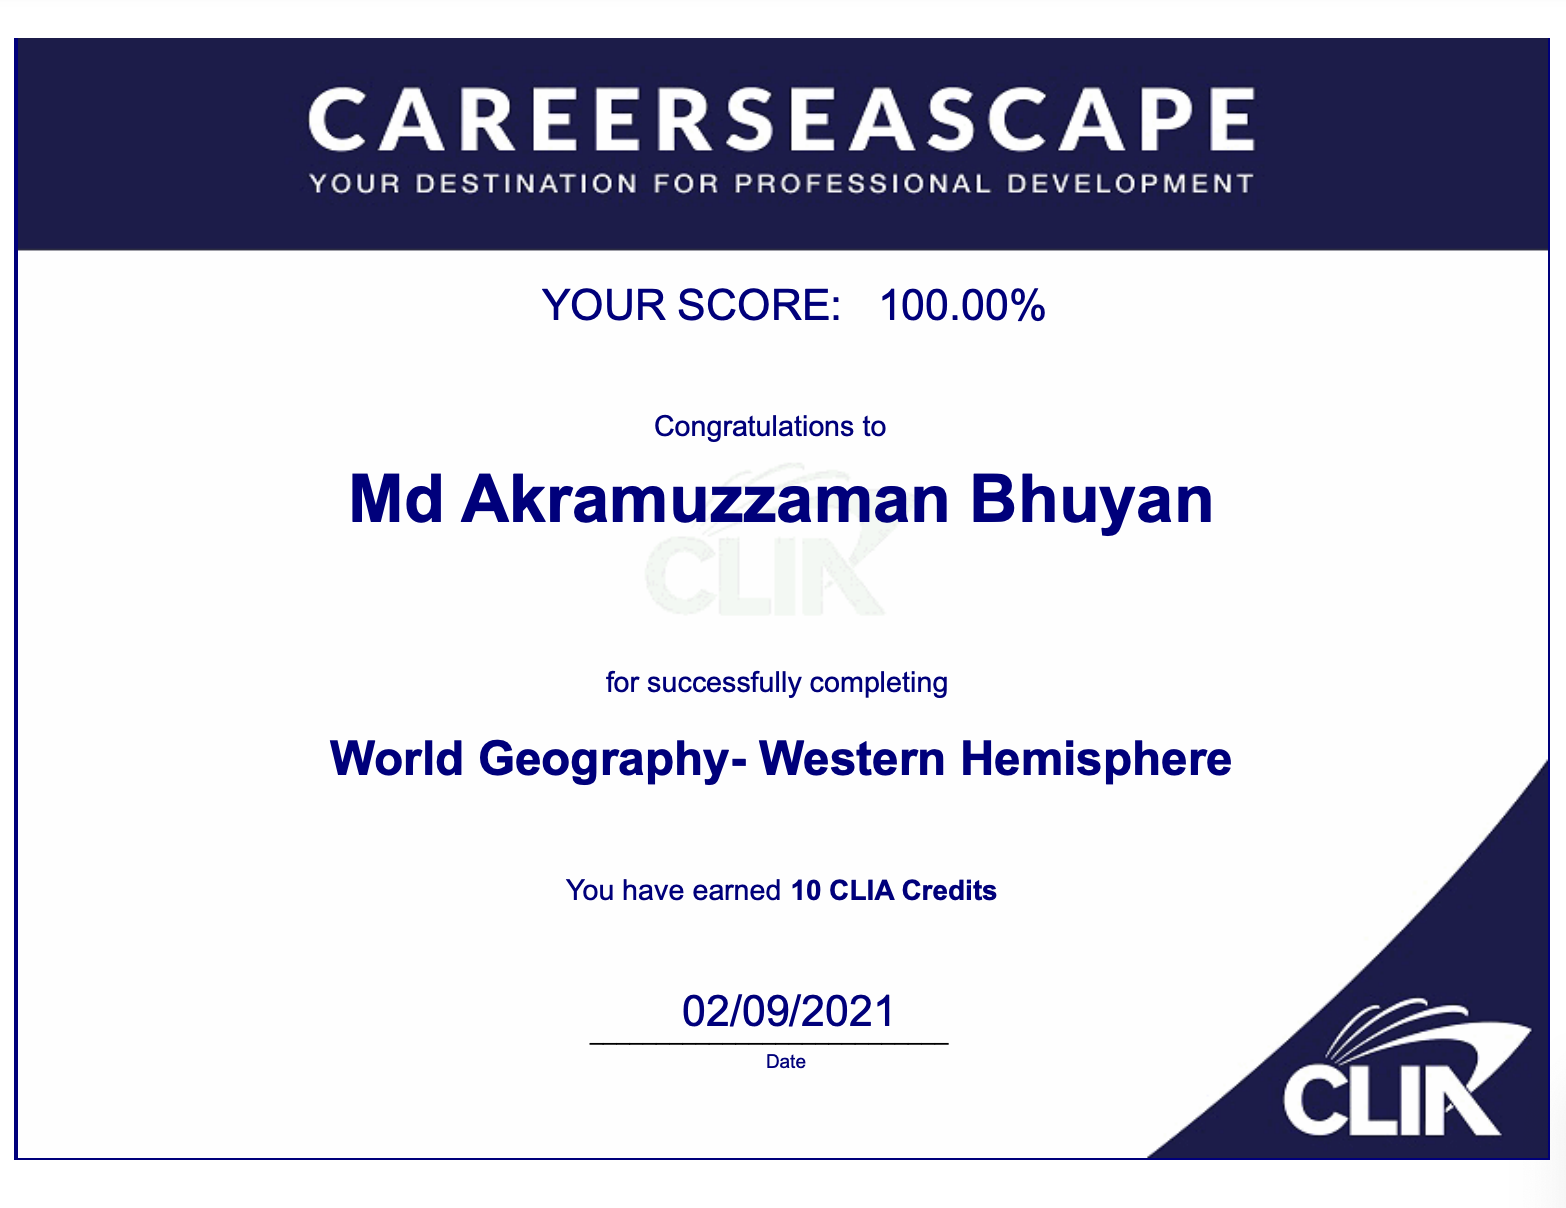 CAREERSEASCAPE
YOUR DESTINATION FOR PROFESSIONAL DEVELOPMENT
YOUR SCORE: 100.00%
Congratulations to
Md Akramuzzaman Bhuyan
CLIA
for successfully completing
World Geography- Western Hemisphere
You have earned 10 CLIA Credits
02/09/2021
Date
CLIA